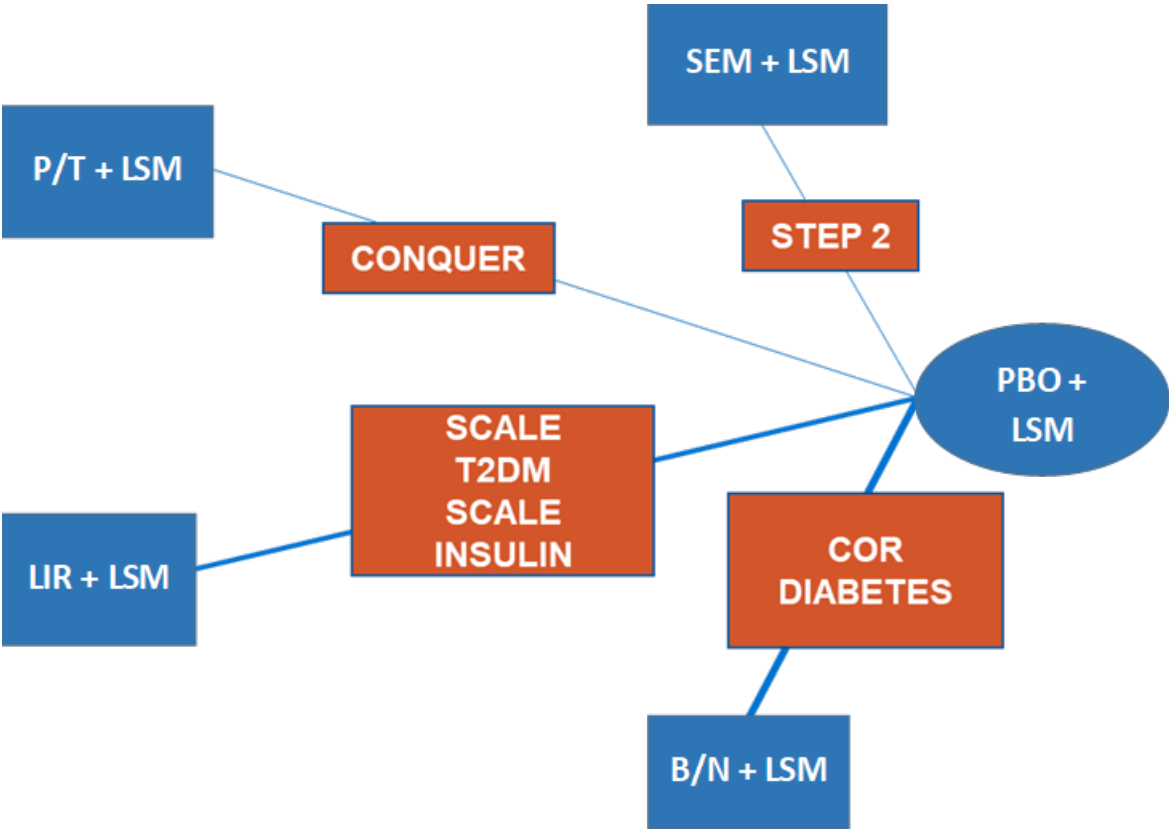 SEM + LSM
P/T + LSM
STEP 2
CONQUER
PBO +
LSM
SCALE
T2DM
SCALE
INSULIN
COR
DIABETES
LIR + LSM
B/N + LSM